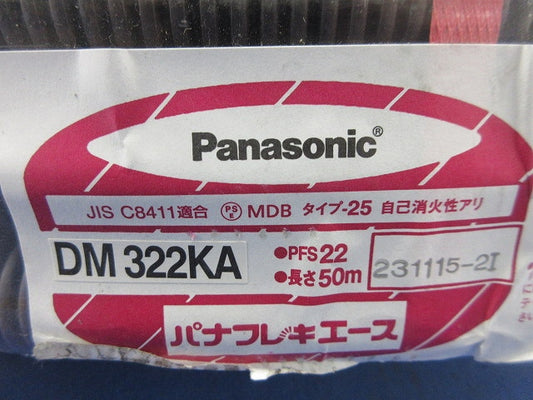 Panasonic®
JIS C8411適合 PSE MDB タイプ-25 自己消火性アリ
DM 322KA
●PFS22
●長さ50m
231115-2I
パナフレキエース